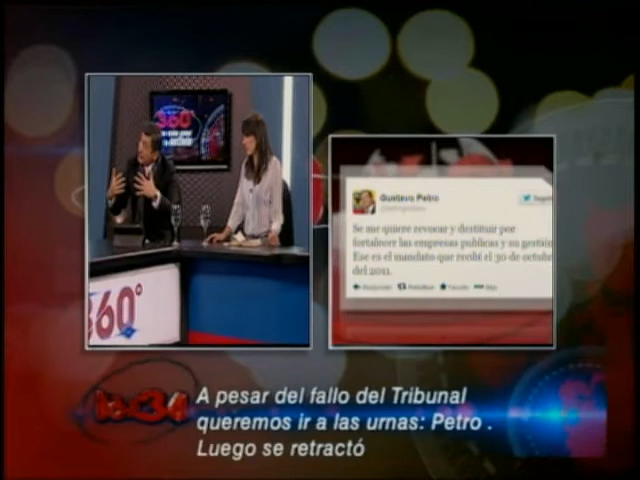 360°
360°
Gustavo Petro
Se me quiere revocar y destituir por
fortalecer las empresas publicas y su gestión
Ese es el mandato que recibí el 30 de octubre
del 2011.
A pesar del fallo del Tribunal
queremos ir a las urnas: Petro .
Luego se retractó